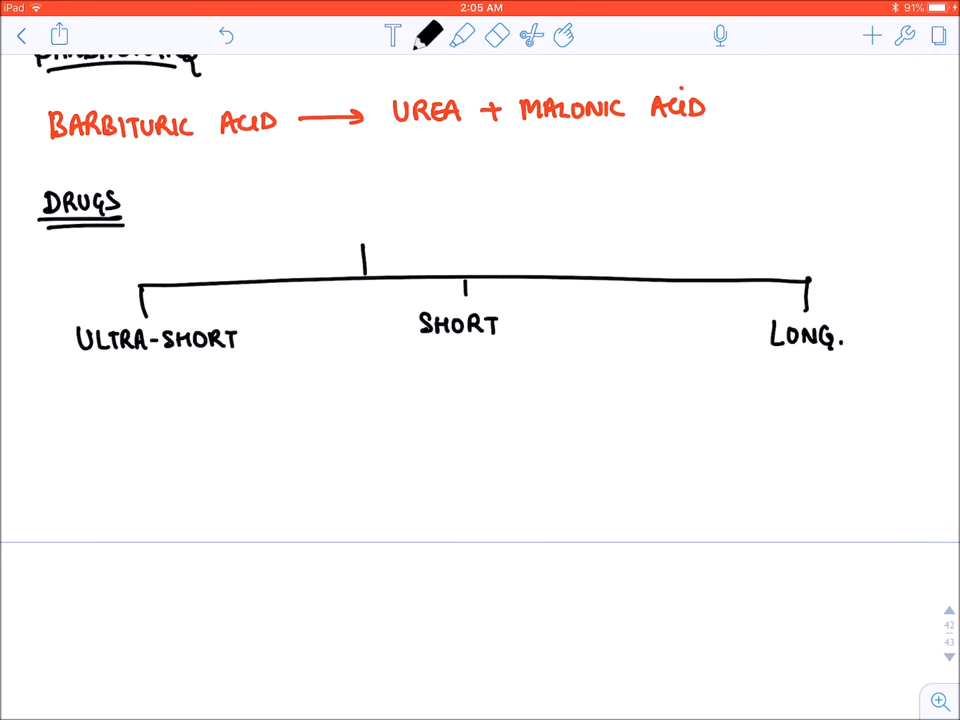 iPad 2:05 AM 91%
BARBITURIC ACID → UREA + MALONIC ACID
DRUGS
ULTRA-SHORT SHORT LONG.
42
43